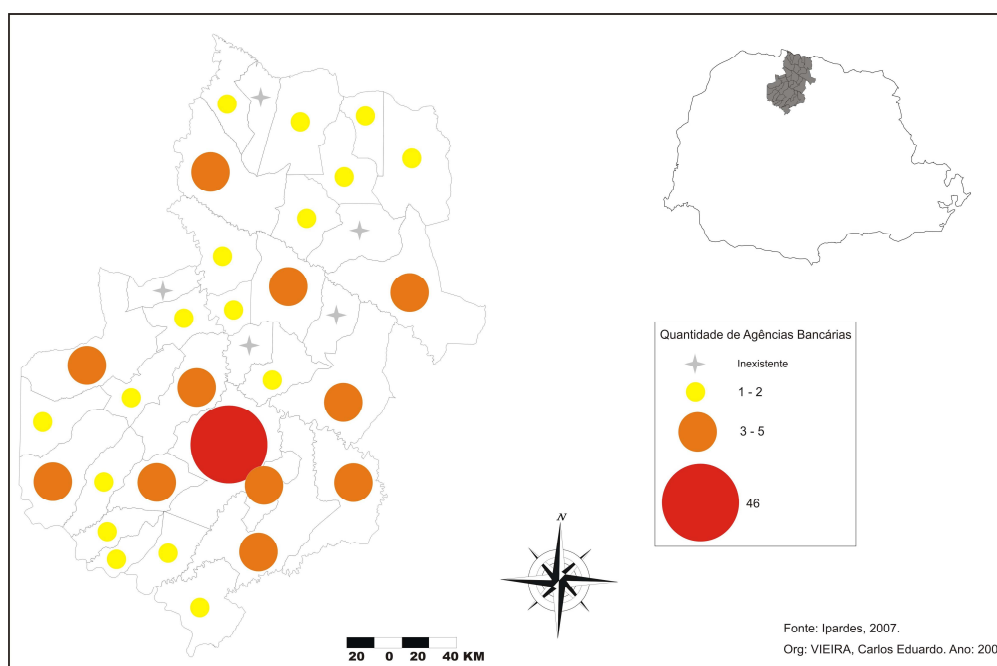 Quantidade de Agências Bancárias
Inexistente
1 - 2
3 - 5
46
N
20 0 20 40 KM
Fonte: Ipardes, 2007.
Org: VIEIRA, Carlos Eduardo. Ano: 200